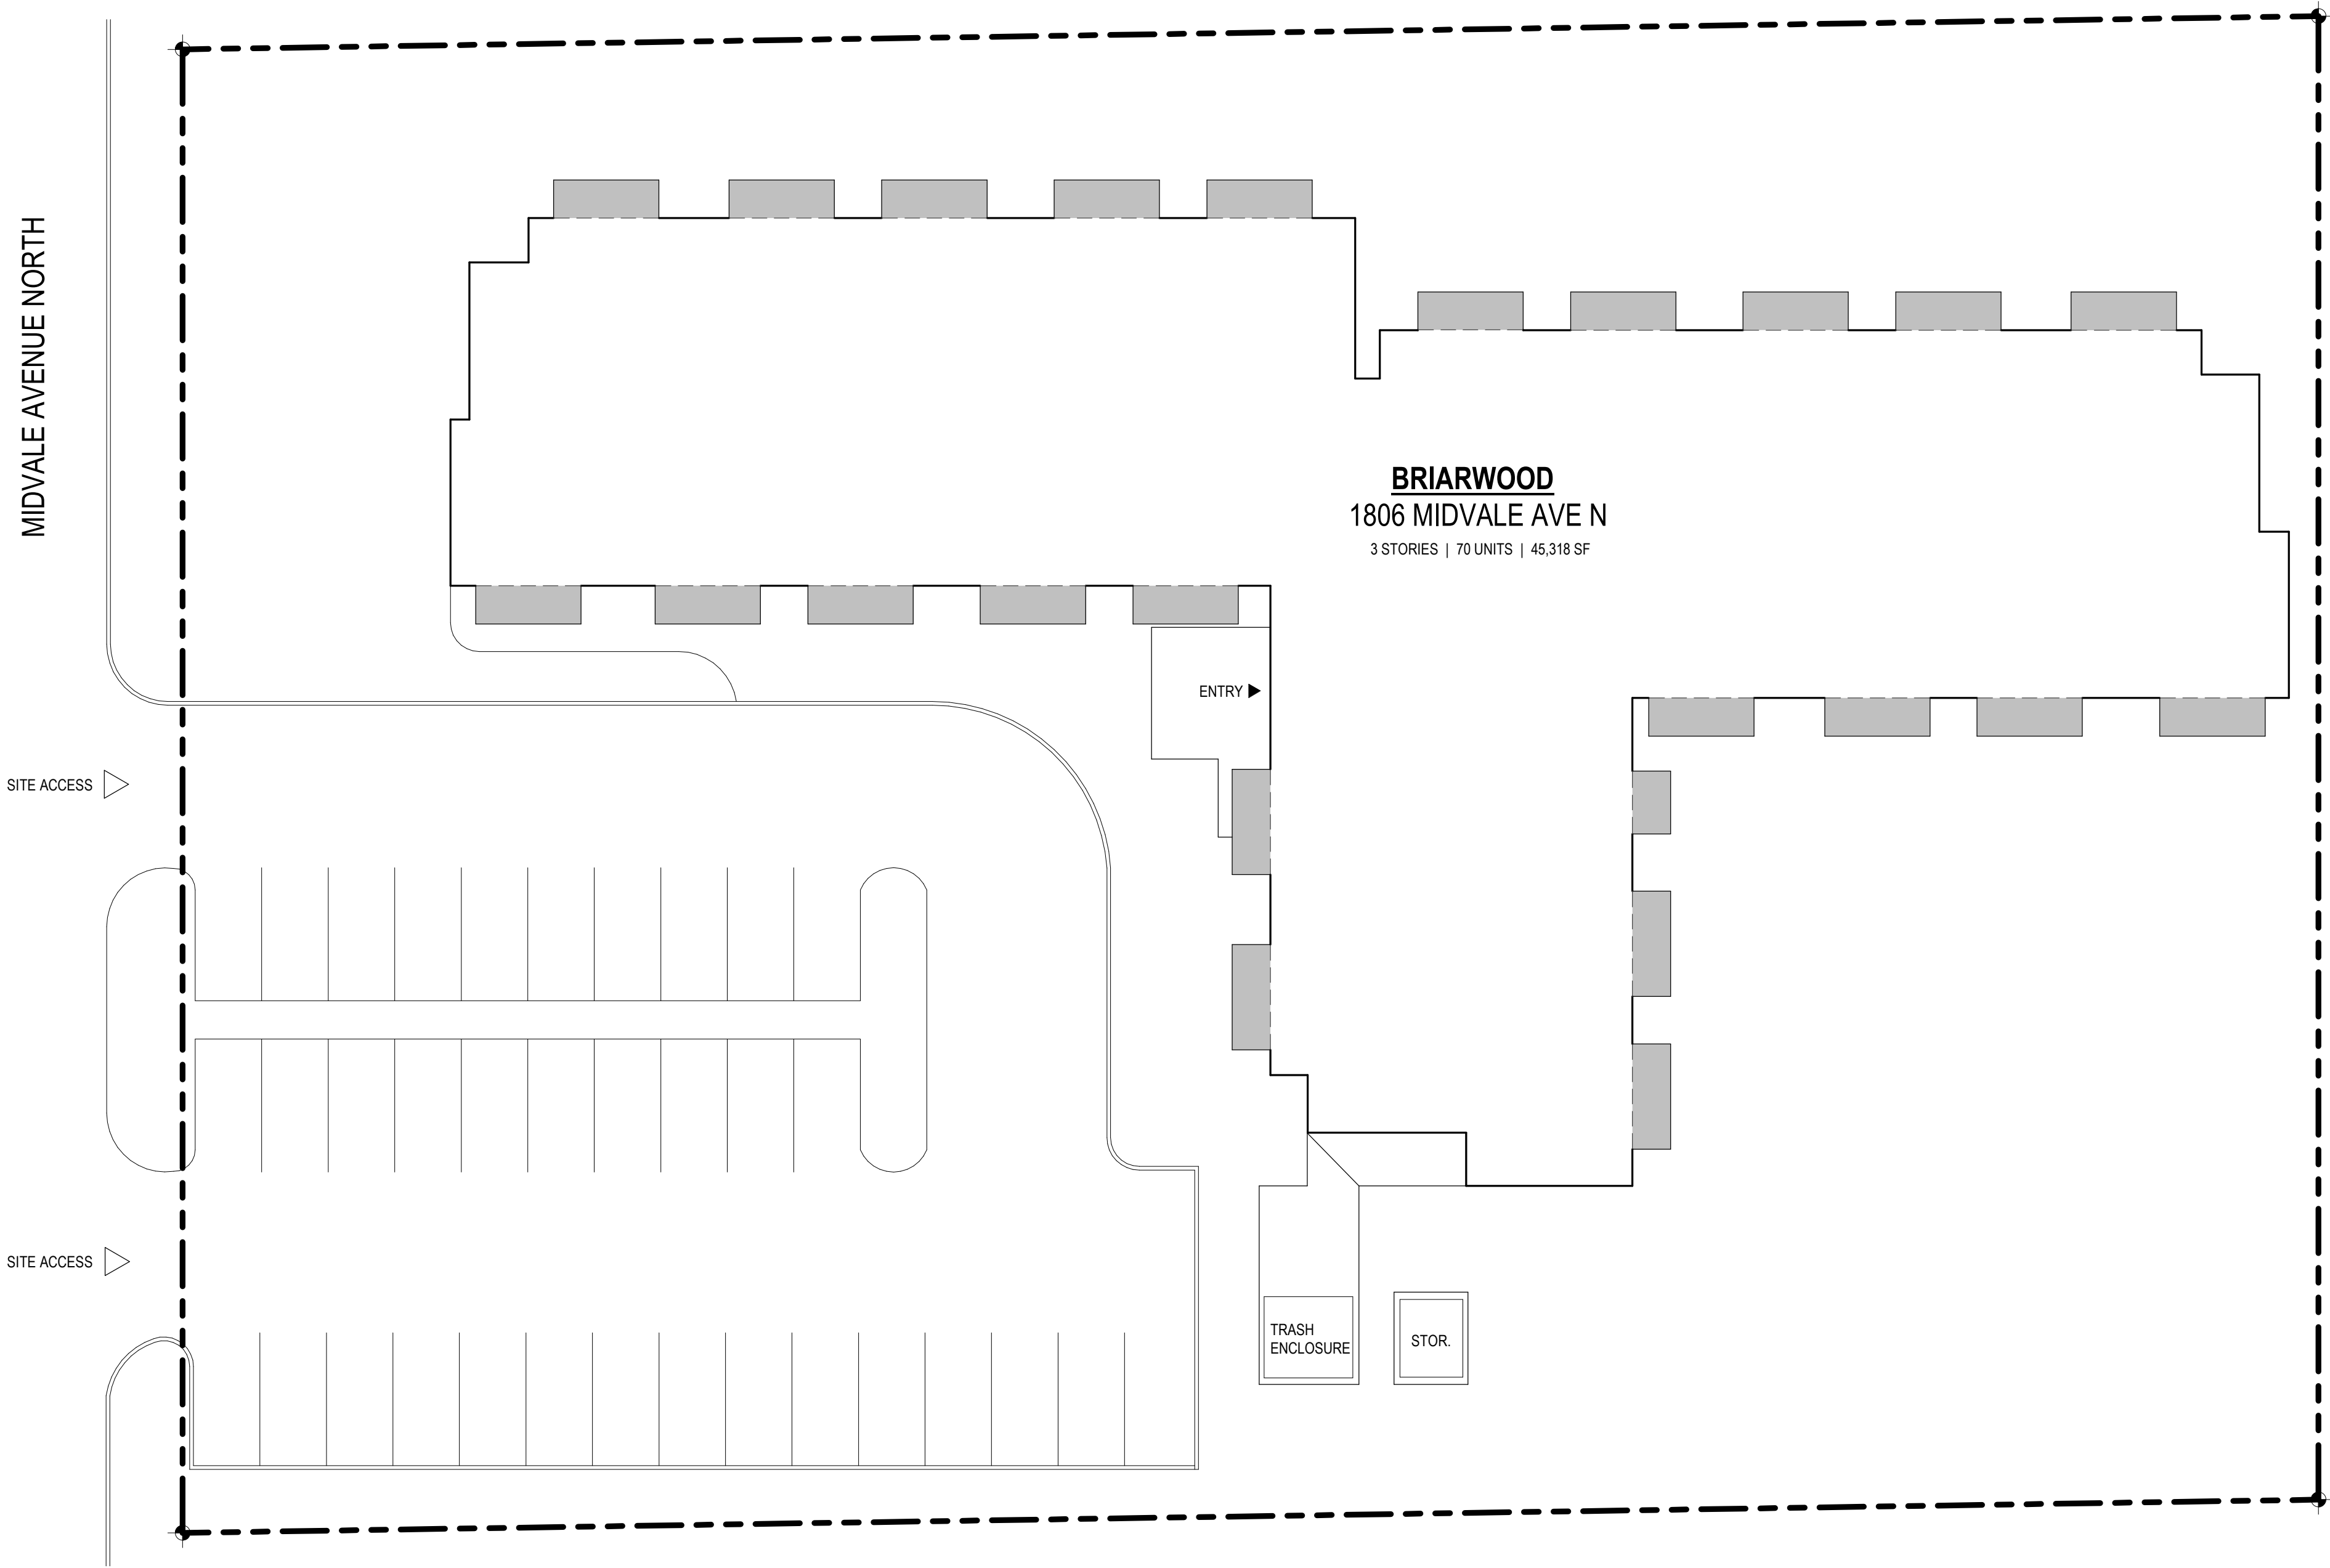 MIDVALE AVENUE NORTH
BRIARWOOD
1806 MIDVALE AVE N
3 STORIES | 70 UNITS | 45,318 SF
ENTRY
SITE ACCESS
SITE ACCESS
TRASH
ENCLOSURE
STOR.